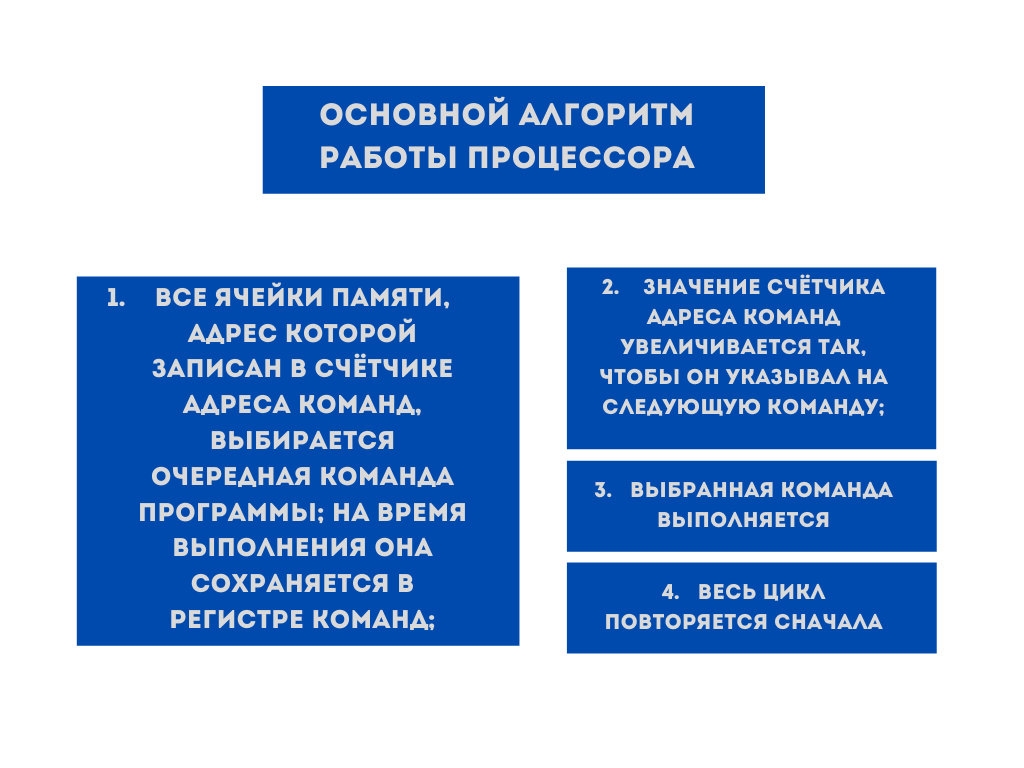 ОСНОВНОЙ АЛГОРИТМ
РАБОТЫ ПРОЦЕССОРА
1. ВСЕ ЯЧЕЙКИ ПАМЯТИ,
АДРЕС КОТОРОЙ
ЗАПИСАН В СЧЁТЧИКЕ
АДРЕСА КОМАНД,
ВЫБИРАЕТСЯ
ОЧЕРЕДНАЯ КОМАНДА
ПРОГРАММЫ; НА ВРЕМЯ
ВЫПОЛНЕНИЯ ОНА
СОХРАНЯЕТСЯ В
РЕГИСТРЕ КОМАНД;
2. ЗНАЧЕНИЕ СЧЁТЧИКА
АДРЕСА КОМАНД
УВЕЛИЧИВАЕТСЯ ТАК,
ЧТОБЫ ОН УКАЗЫВАЛ НА
СЛЕДУЮЩУЮ КОМАНДУ;
3. ВЫБРАННАЯ КОМАНДА
ВЫПОЛНЯЕТСЯ
4. ВЕСЬ ЦИКЛ
ПОВТОРЯЕТСЯ СНАЧАЛА